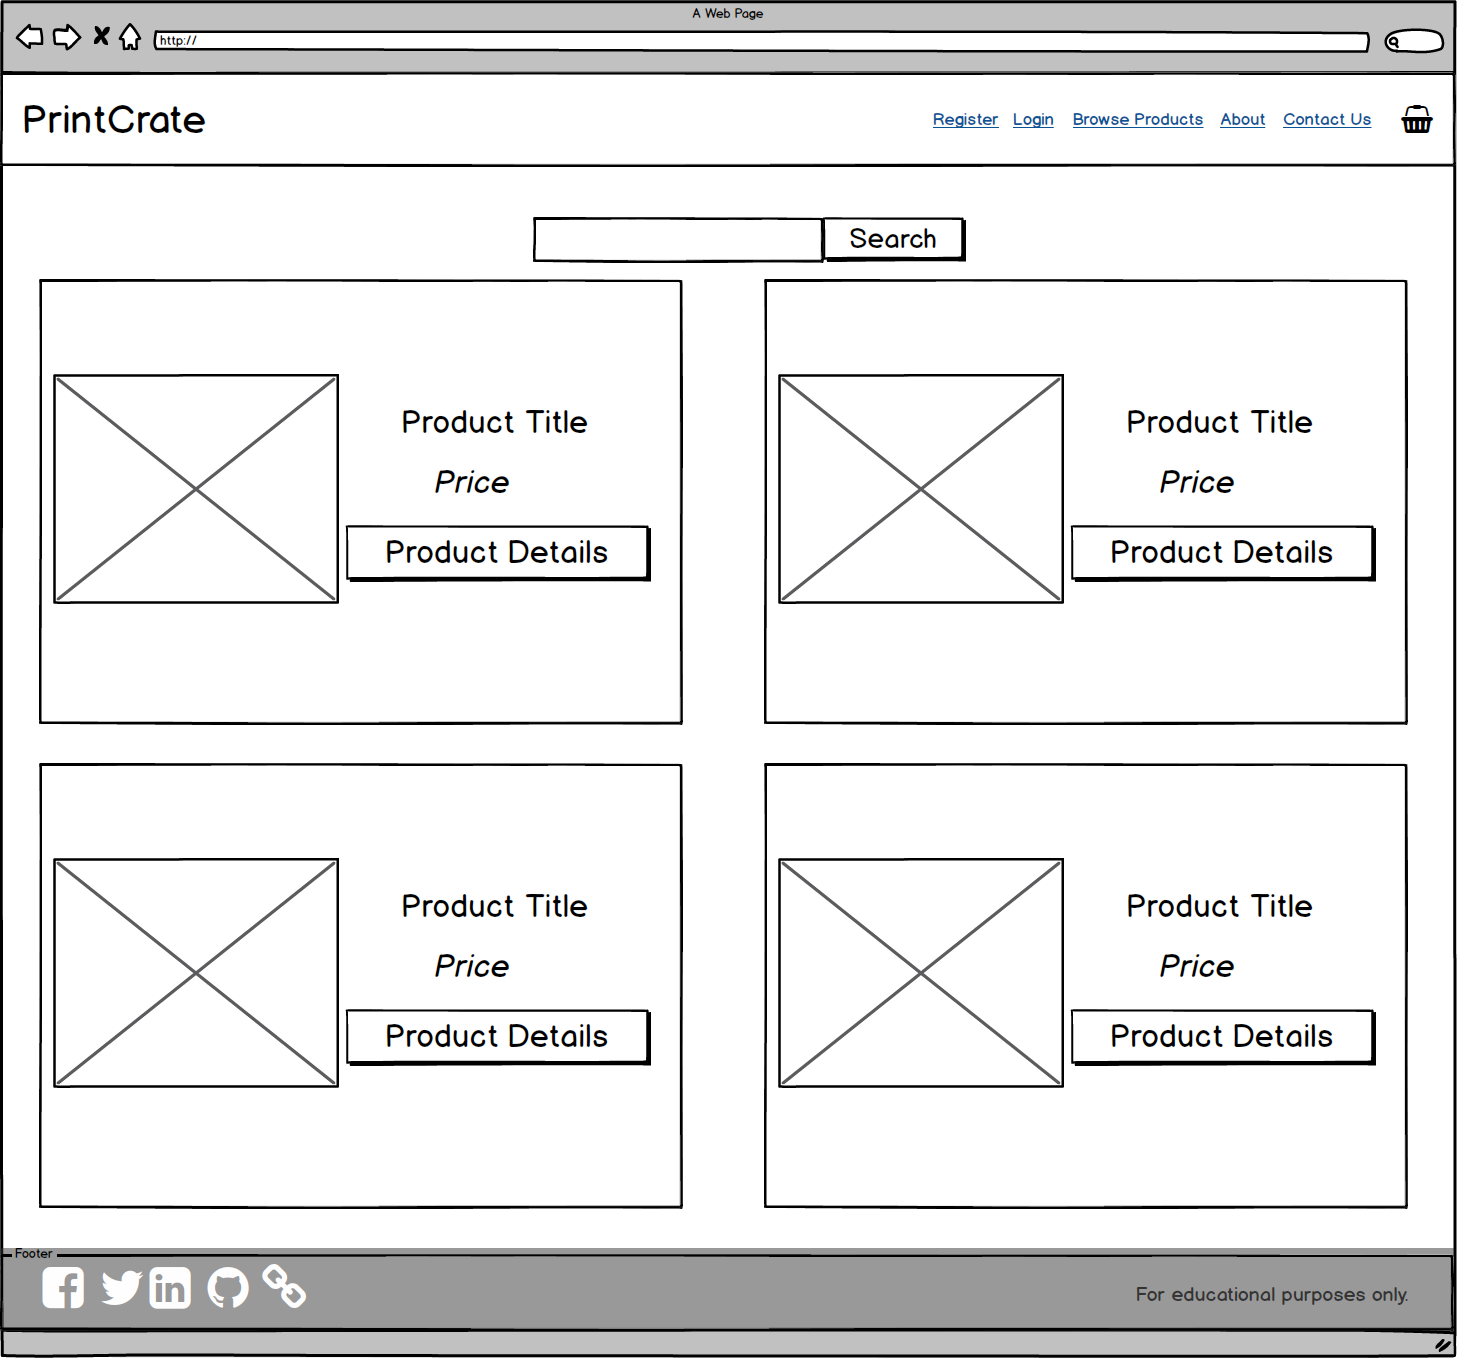 A Web Page
http://
PrintCrate
Register Login Browse Products About Contact Us
Search
Product Title
Price
Product Details
Product Title
Price
Product Details
Product Title
Price
Product Details
Product Title
Price
Product Details
Footer
in
For educational purposes only.